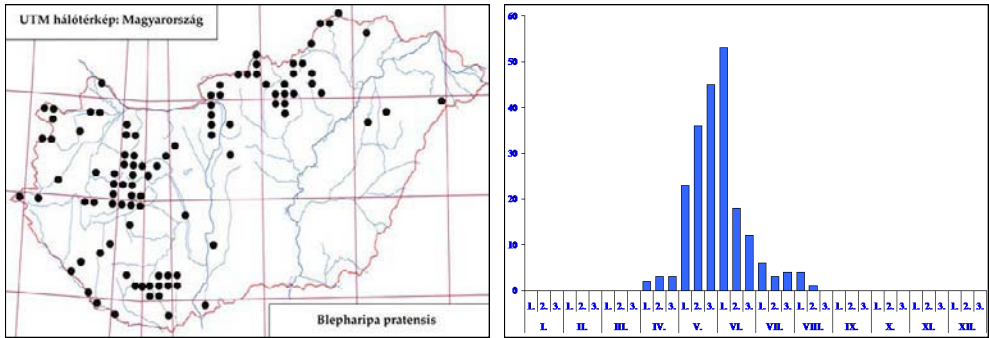 UTM hálótérkép: Magyarország
Blepharipa pratensis
60
50
40
30
20
10
0
1. 2. 3. 1. 2. 3. 1. 2. 3. 1. 2. 3. 1. 2. 3. 1. 2. 3. 1. 2. 3. 1. 2. 3. 1. 2. 3. 1. 2. 3. 1. 2. 3. 1. 2. 3.
I. II. III. IV. V. VI. VII. VIII. IX. X. XI. XII.